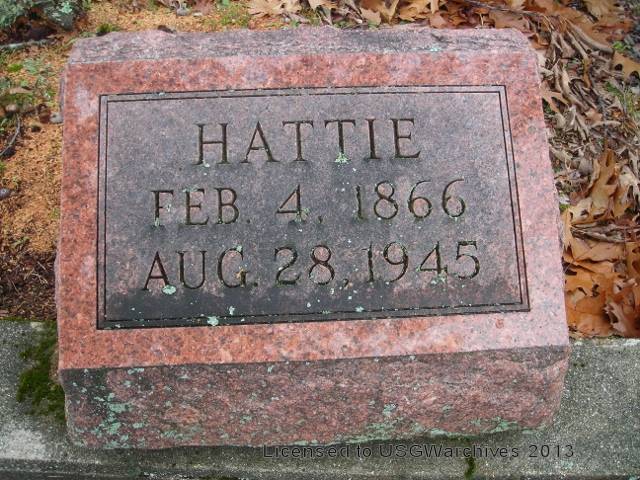 HATTIE
FEB. 4, 1866
AUG. 28, 1945
Licensed to USGWarchives 2013